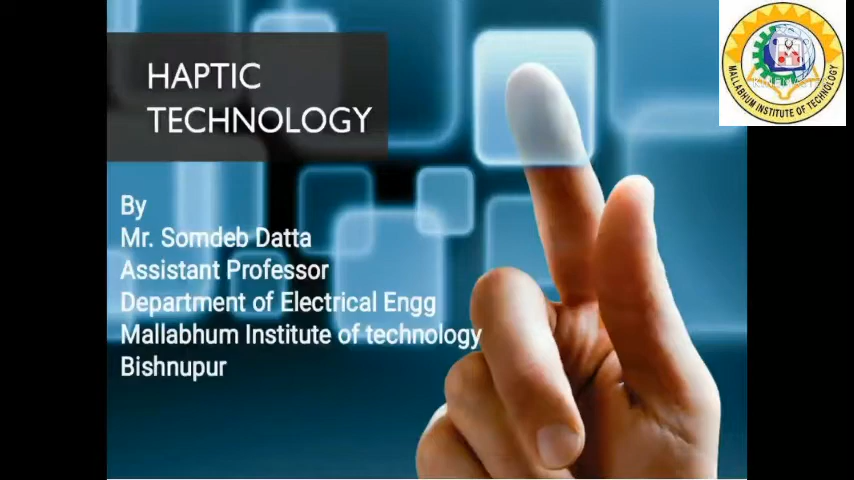 HAPTIC
TECHNOLOGY
By
Mr. Somdeb Datta
Assistant Professor
Department of Electrical Engg
Mallabhum Institute of technology
Bishnupur
MALLABHUM INSTITUTE OF TECHNOLOGY